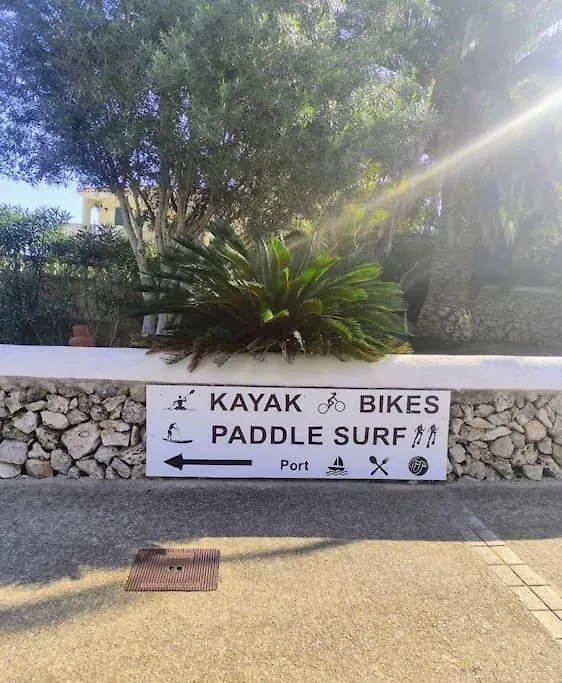 KAYAK BIKES
PADDLE SURF
Port